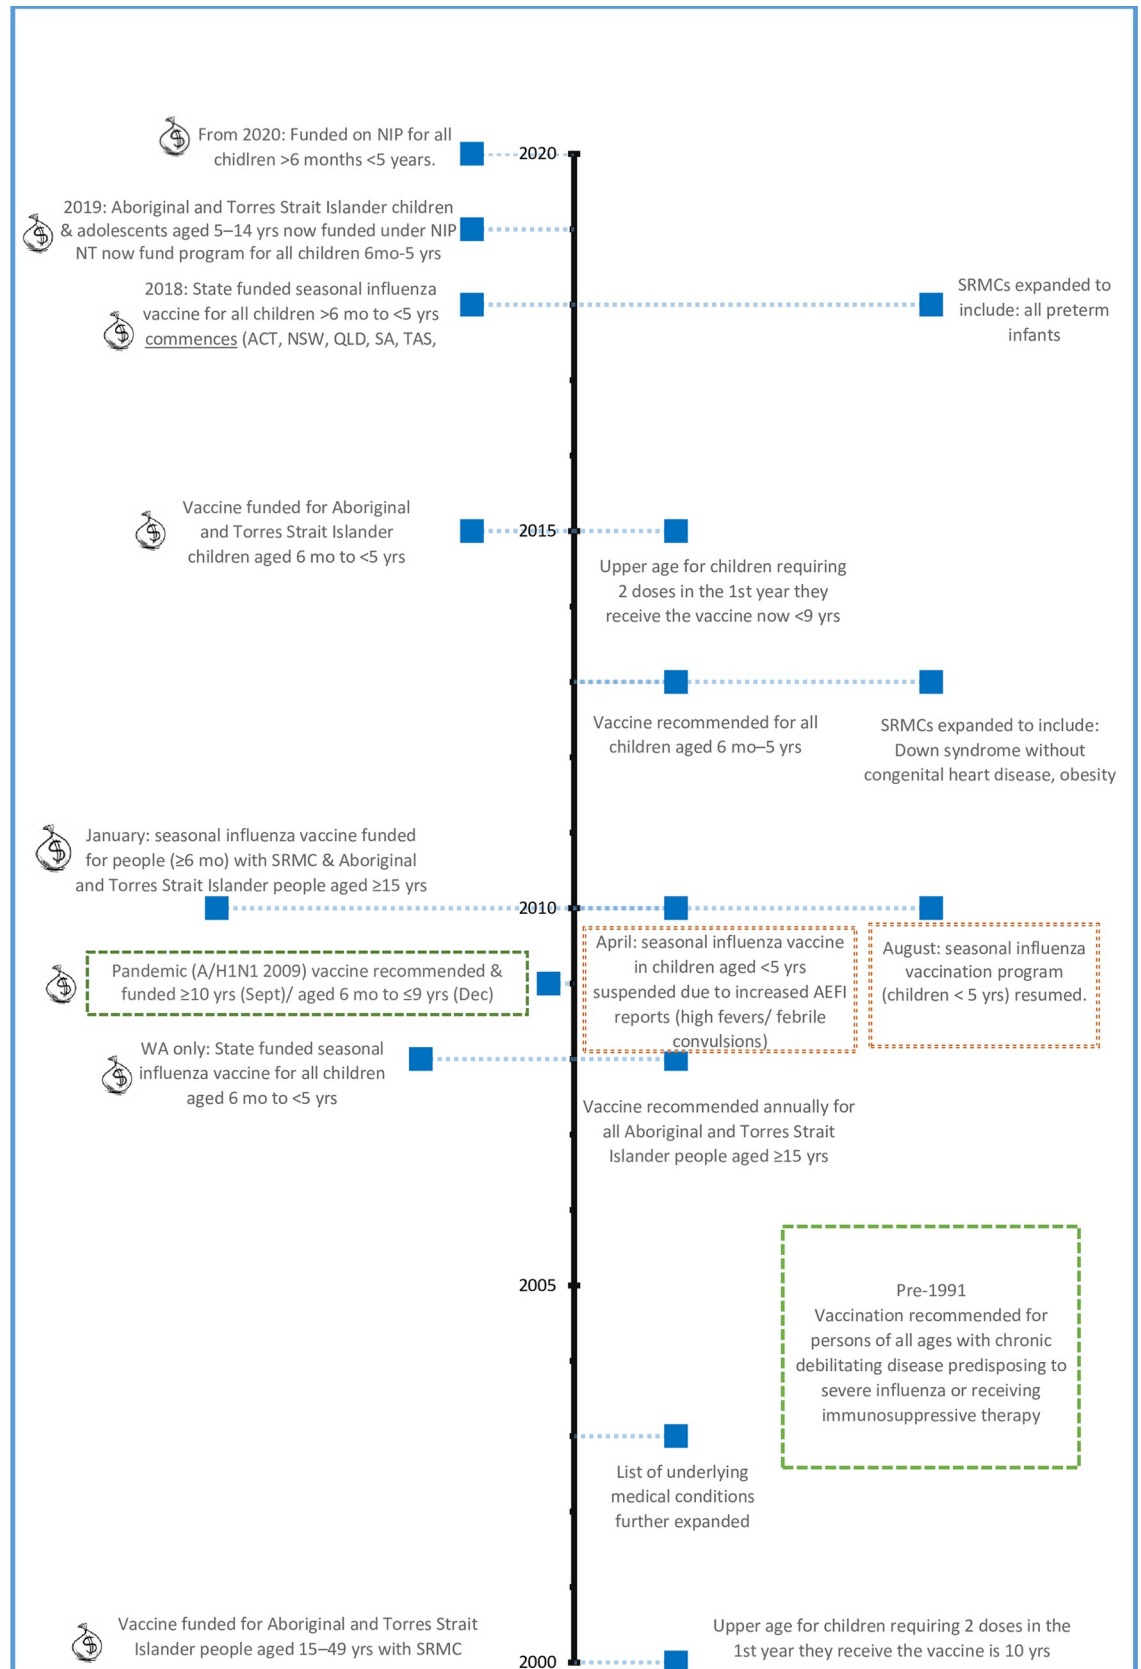 From 2020: Funded on NIP for all
chidlren >6 months <5 years.
2020
2019: Aboriginal and Torres Strait Islander children
& adolescents aged 5–14 yrs now funded under NIP
NT now fund program for all children 6mo-5 yrs
2018: State funded seasonal influenza
vaccine for all children >6 mo to <5 yrs
commences (ACT, NSW, QLD, SA, TAS,
SRMCs expanded to
include: all preterm
infants
Vaccine funded for Aboriginal
and Torres Strait Islander
children aged 6 mo to <5 yrs
2015
Upper age for children requiring
2 doses in the 1st year they
receive the vaccine now <9 yrs
Vaccine recommended for all
children aged 6 mo–5 yrs
SRMCs expanded to include:
Down syndrome without
congenital heart disease, obesity
January: seasonal influenza vaccine funded
for people (≥6 mo) with SRMC & Aboriginal
and Torres Strait Islander people aged ≥15 yrs
2010
April: seasonal influenza vaccine
in children aged <5 yrs
suspended due to increased AEFI
reports (high fevers/ febrile
convulsions)
August: seasonal influenza
vaccination program
(children < 5 yrs) resumed.
Pandemic (A/H1N1 2009) vaccine recommended &
funded ≥10 yrs (Sept)/ aged 6 mo to ≤9 yrs (Dec)
WA only: State funded seasonal
influenza vaccine for all children
aged 6 mo to <5 yrs
Vaccine recommended annually for
all Aboriginal and Torres Strait
Islander people aged ≥15 yrs
2005
Pre-1991
Vaccination recommended for
persons of all ages with chronic
debilitating disease predisposing to
severe influenza or receiving
immunosuppressive therapy
List of underlying
medical conditions
further expanded
Vaccine funded for Aboriginal and Torres Strait
Islander people aged 15–49 yrs with SRMC
2000
Upper age for children requiring 2 doses in the
1st year they receive the vaccine is 10 yrs